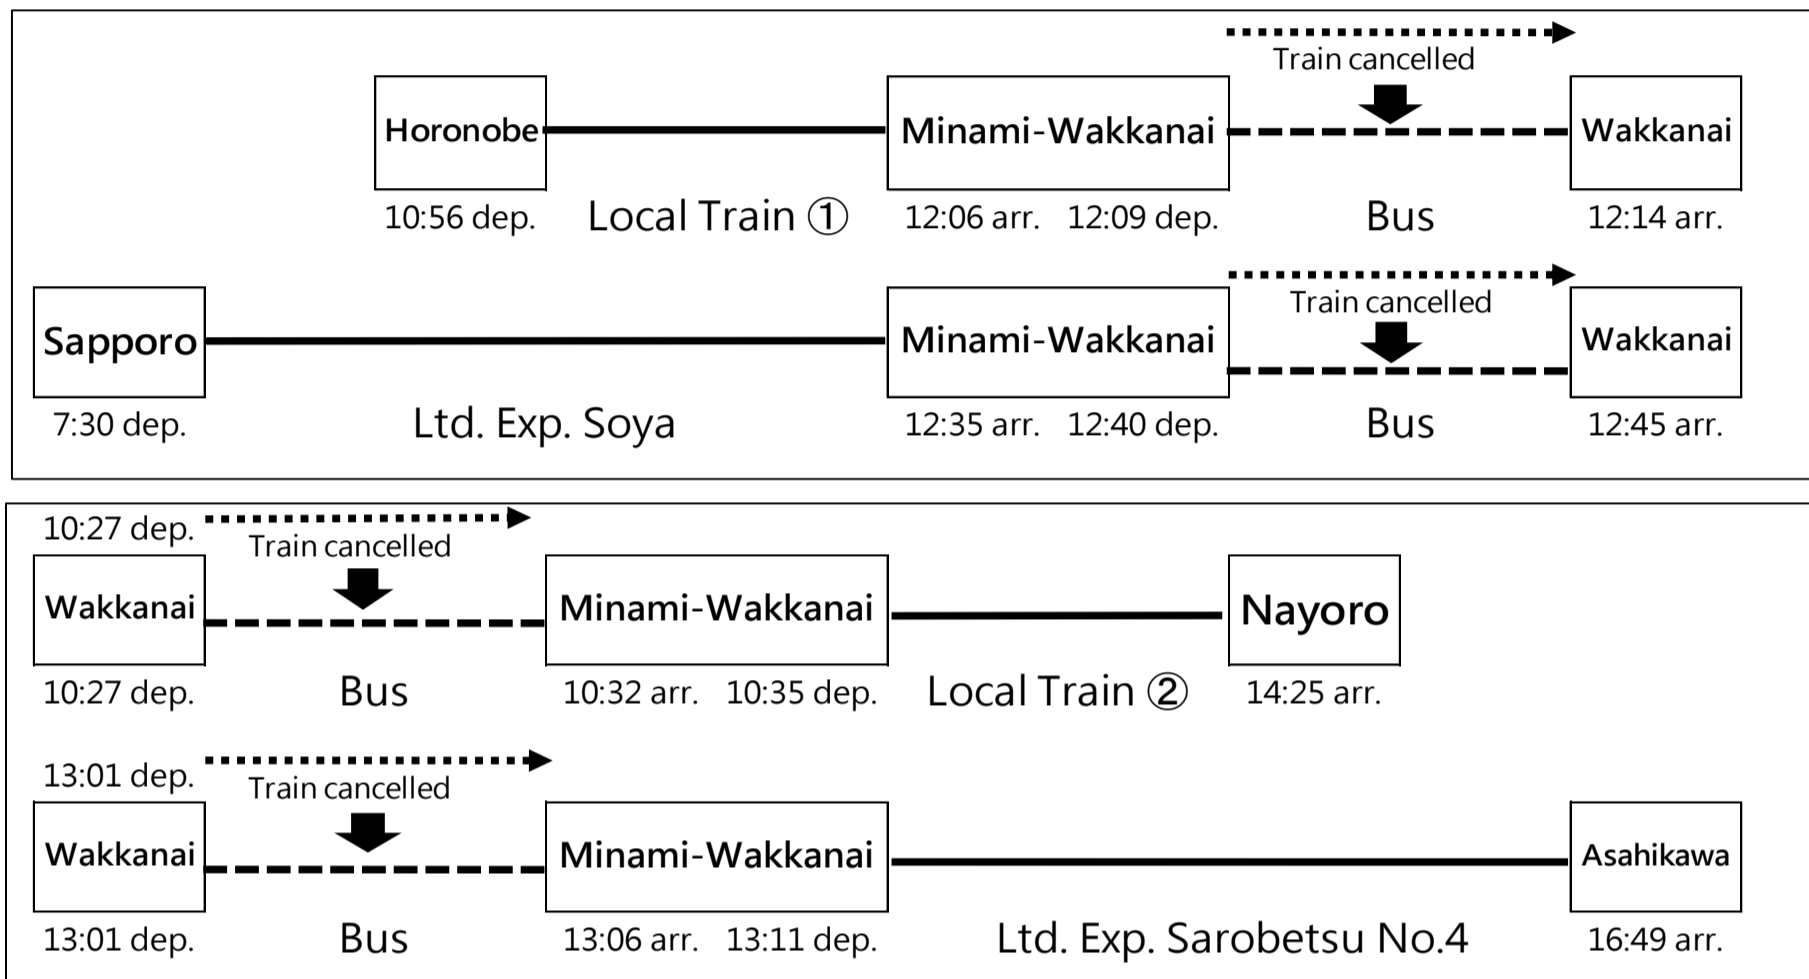 Train cancelled
Horonobe Minami-Wakkanai Wakkanai
10:56 dep. Local Train ① 12:06 arr. 12:09 dep. Bus 12:14 arr.
Train cancelled
Sapporo Minami-Wakkanai Wakkanai
7:30 dep. Ltd. Exp. Soya 12:35 arr. 12:40 dep. Bus 12:45 arr.
10:27 dep. Train cancelled
Wakkanai Minami-Wakkanai Nayoro
10:27 dep. Bus 10:32 arr. 10:35 dep. Local Train ② 14:25 arr.
13:01 dep. Train cancelled
Wakkanai Minami-Wakkanai Asahikawa
13:01 dep. Bus 13:06 arr. 13:11 dep. Ltd. Exp. Sarobetsu No.4 16:49 arr.